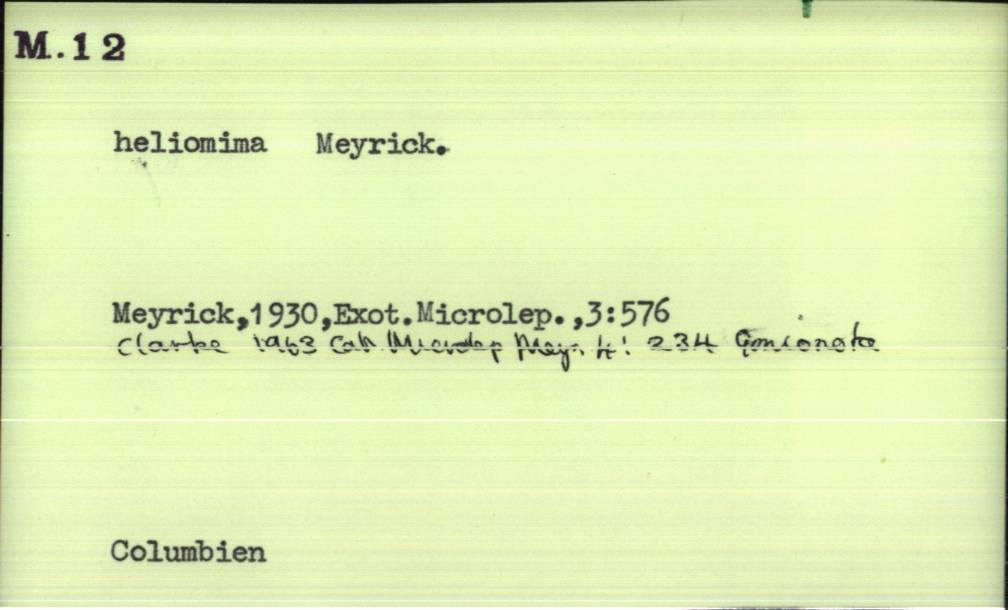 M.12
heliomima Meyrick.
Meyrick,1930,Exot.Microlep.,3:576
Clarke 1963 Cat Microlep Meyr 4: 234 Gonionota
Columbien